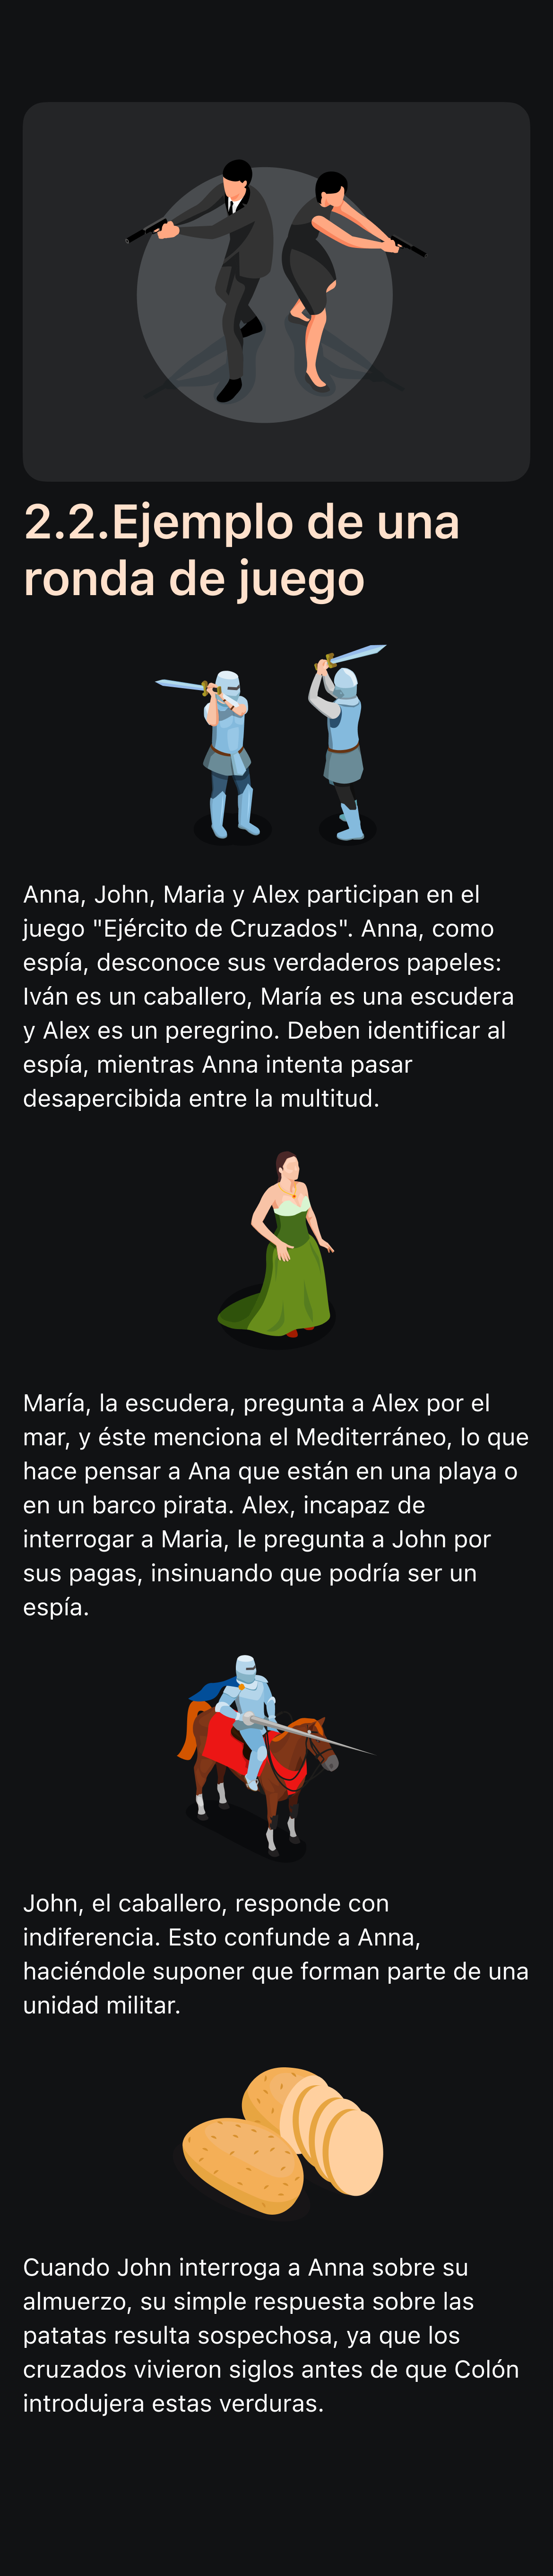 2.2.Ejemplo de una
ronda de juego
Anna, John, Maria y Alex participan en el
juego "Ejército de Cruzados". Anna, como
espía, desconoce sus verdaderos papeles:
Iván es un caballero, María es una escudera
y Alex es un peregrino. Deben identificar al
espía, mientras Anna intenta pasar
desapercibida entre la multitud.
María, la escudera, pregunta a Alex por el
mar, y éste menciona el Mediterráneo, lo que
hace pensar a Ana que están en una playa o
en un barco pirata. Alex, incapaz de
interrogar a Maria, le pregunta a John por
sus pagas, insinuando que podría ser un
espía.
John, el caballero, responde con
indiferencia. Esto confunde a Anna,
haciéndole suponer que forman parte de una
unidad militar.
Cuando John interroga a Anna sobre su
almuerzo, su simple respuesta sobre las
patatas resulta sospechosa, ya que los
cruzados vivieron siglos antes de que Colón
introdujera estas verduras.